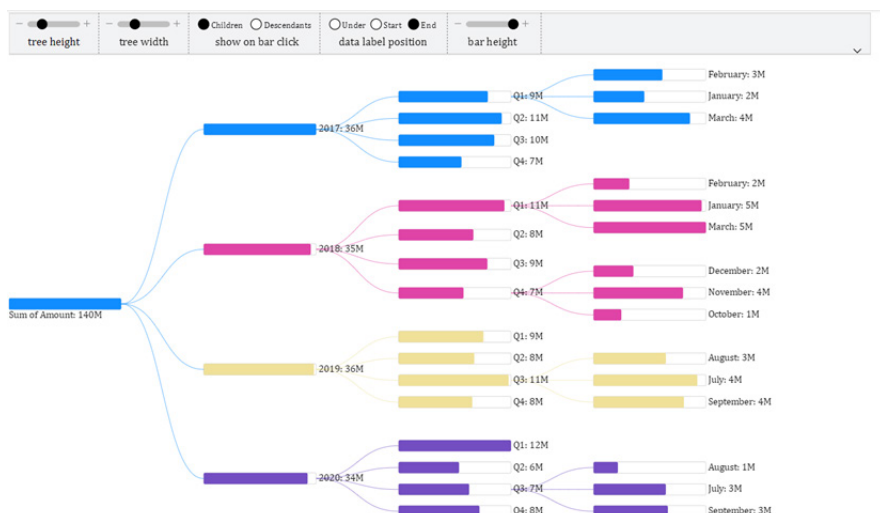 − + − + Children Descendants Under Start End − +
tree height tree width show on bar click data label position bar height
February: 3M
Q1: 9M January: 2M
Q2: 11M March: 4M
2017: 36M
Q3: 10M
Q4: 7M
February: 2M
Q1: 11M January: 5M
March: 5M
Q2: 8M
2018: 35M
Q3: 9M
December: 2M
Q4: 7M November: 4M
Sum of Amount: 140M October: 1M
Q1: 9M
Q2: 8M August: 3M
2019: 36M
Q3: 11M July: 4M
Q4: 8M September: 4M
Q1: 12M
Q2: 6M August: 1M
2020: 34M
Q3: 7M July: 3M
Q4: 8M September: 3M